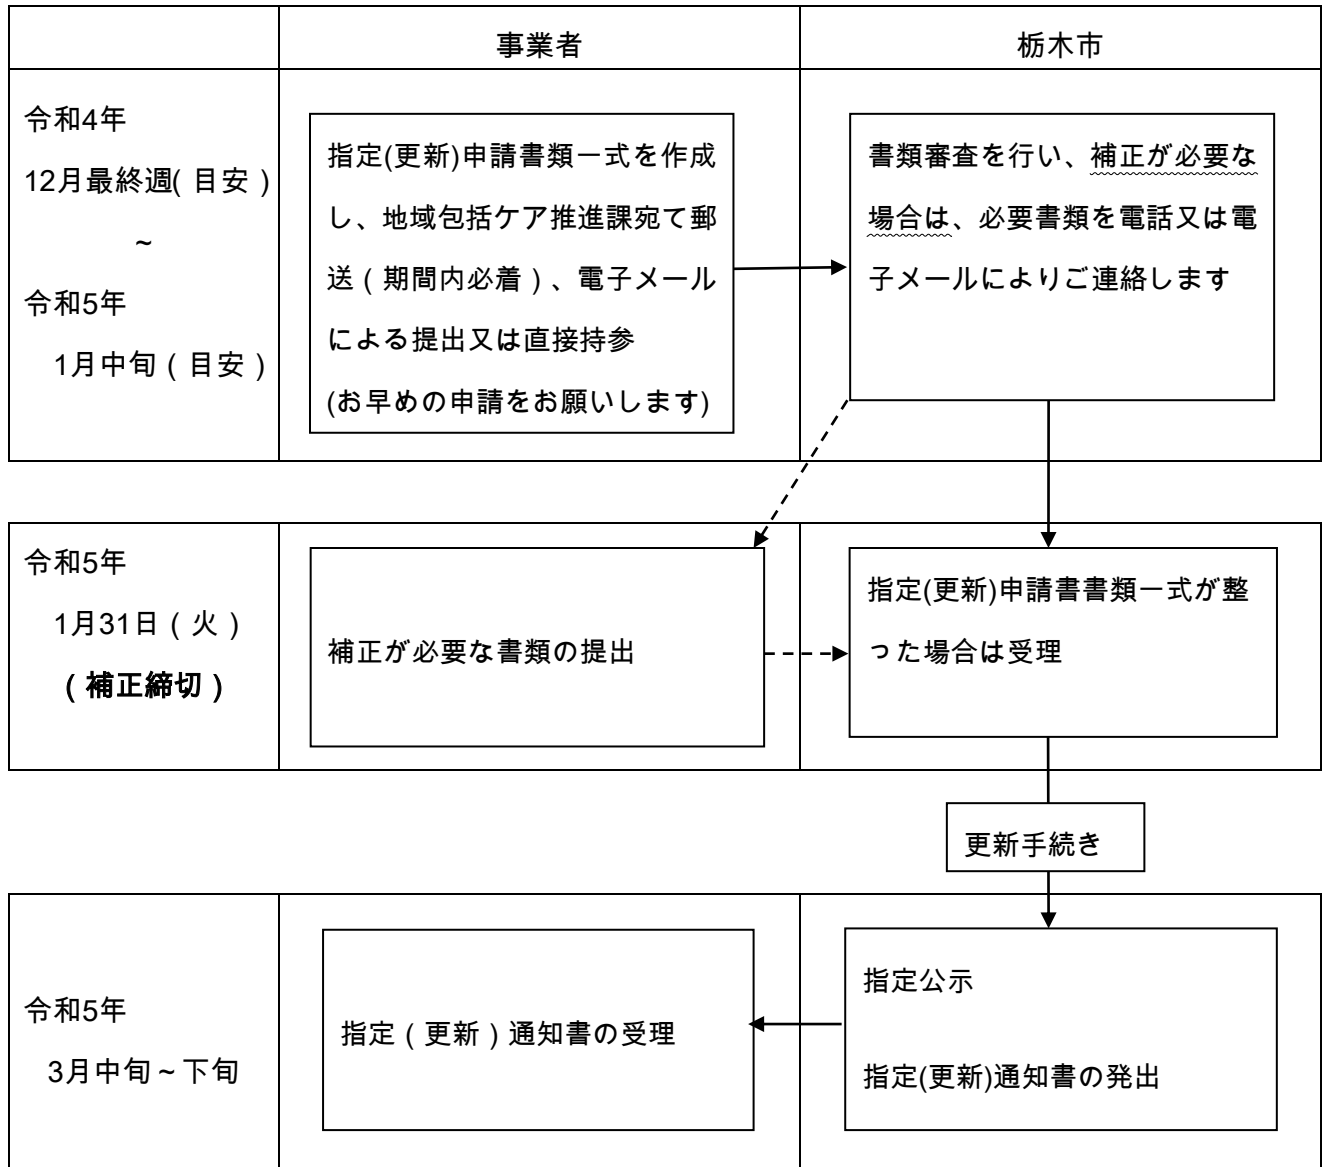 事業者
栃木市
令和4年
12月最終週(目安)
~
令和5年
1月中旬(目安)
指定(更新)申請書類一式を作成
し、地域包括ケア推進課宛て郵
送(期間内必着)、電子メール
による提出又は直接持参
(お早めの申請をお願いします)
書類審査を行い、補正が必要な
場合は、必要書類を電話又は電
子メールによりご連絡します
令和5年
1月31日(火)
(補正締切)
補正が必要な書類の提出
指定(更新)申請書書類一式が整
った場合は受理
更新手続き
令和5年
3月中旬~下旬
指定(更新)通知書の受理
指定公示
指定(更新)通知書の発出